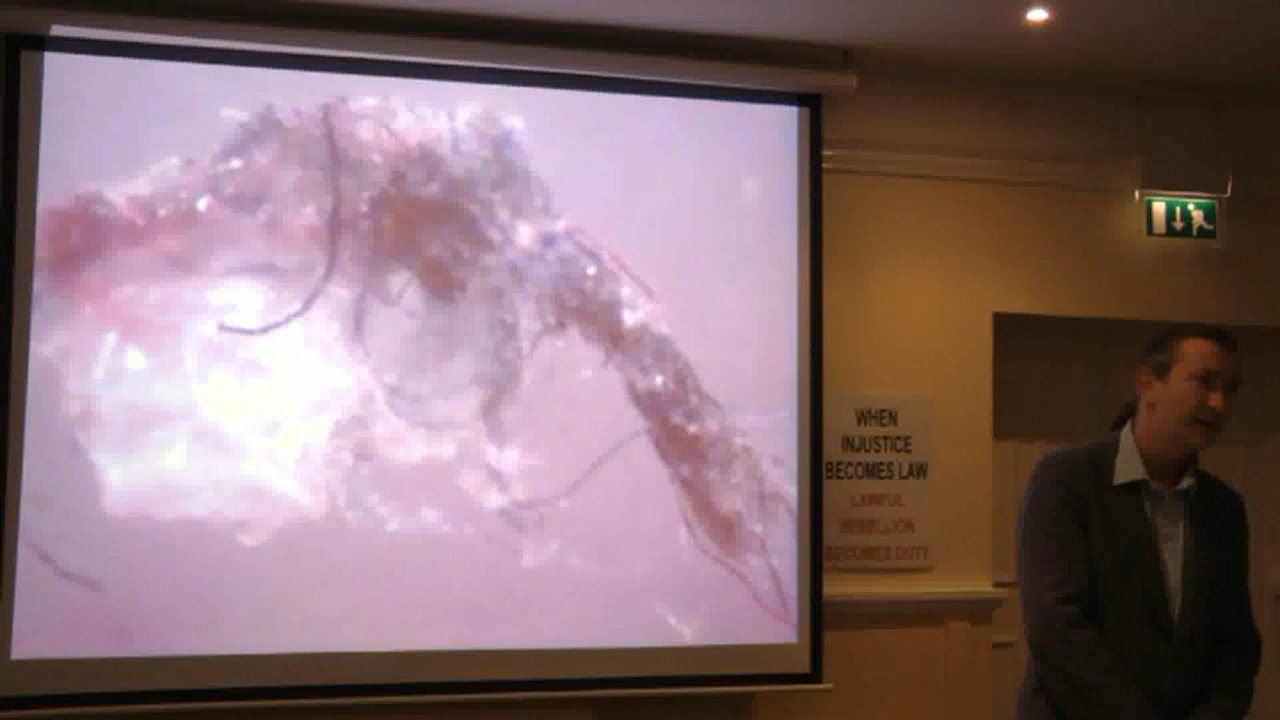 WHEN
INJUSTICE
BECOMES LAW
LAWFUL
REBELLION
BECOMES DUTY